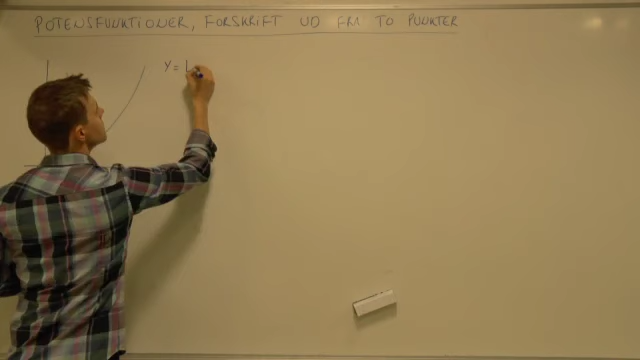 POTENSFUNKTIONER, FORSKRIFT UD FRA TO PUNKTER
Y =